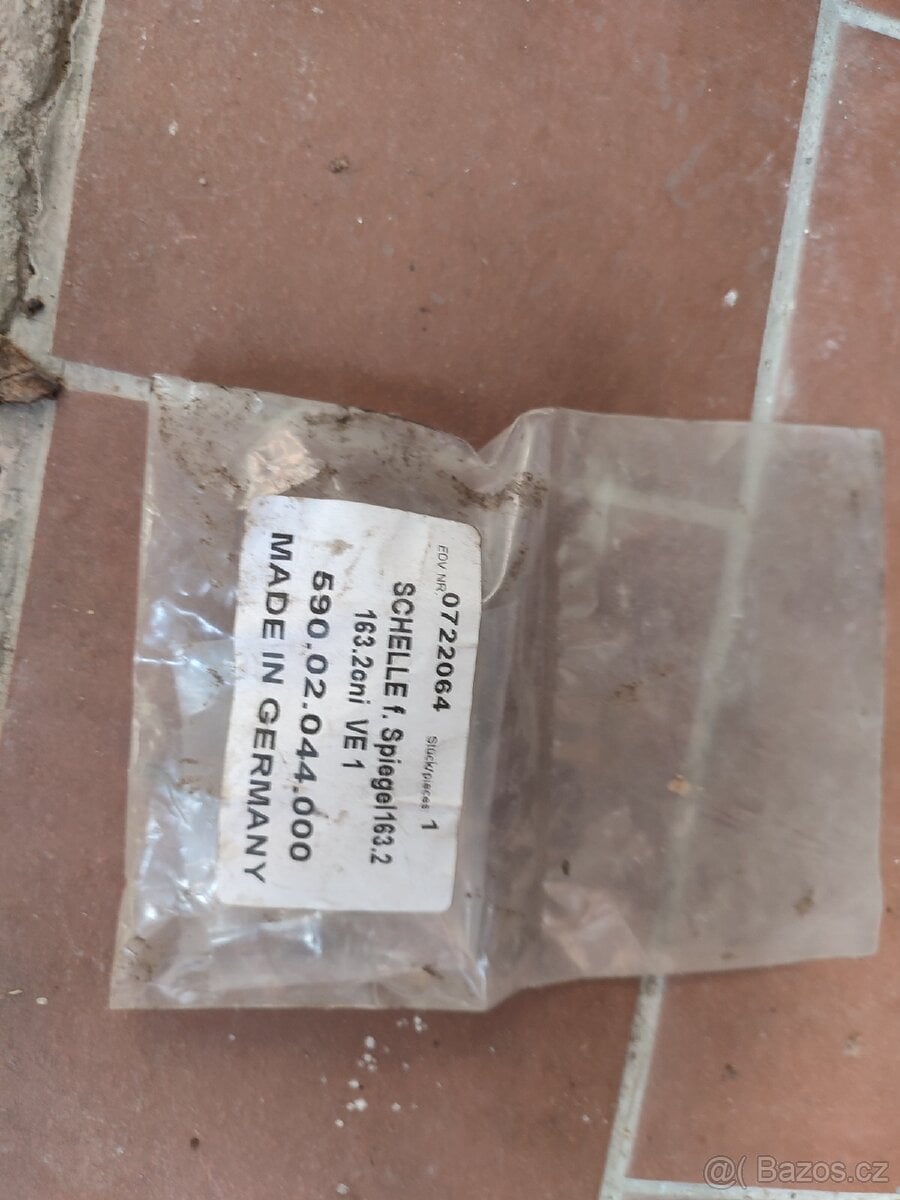 EDV NR. 0722064 Stück/pieces: 1
SCHELLE f. Spiegel163.2
163.2cni VE 1
590.02.044.000
MADE IN GERMANY
@( Bazos.cz